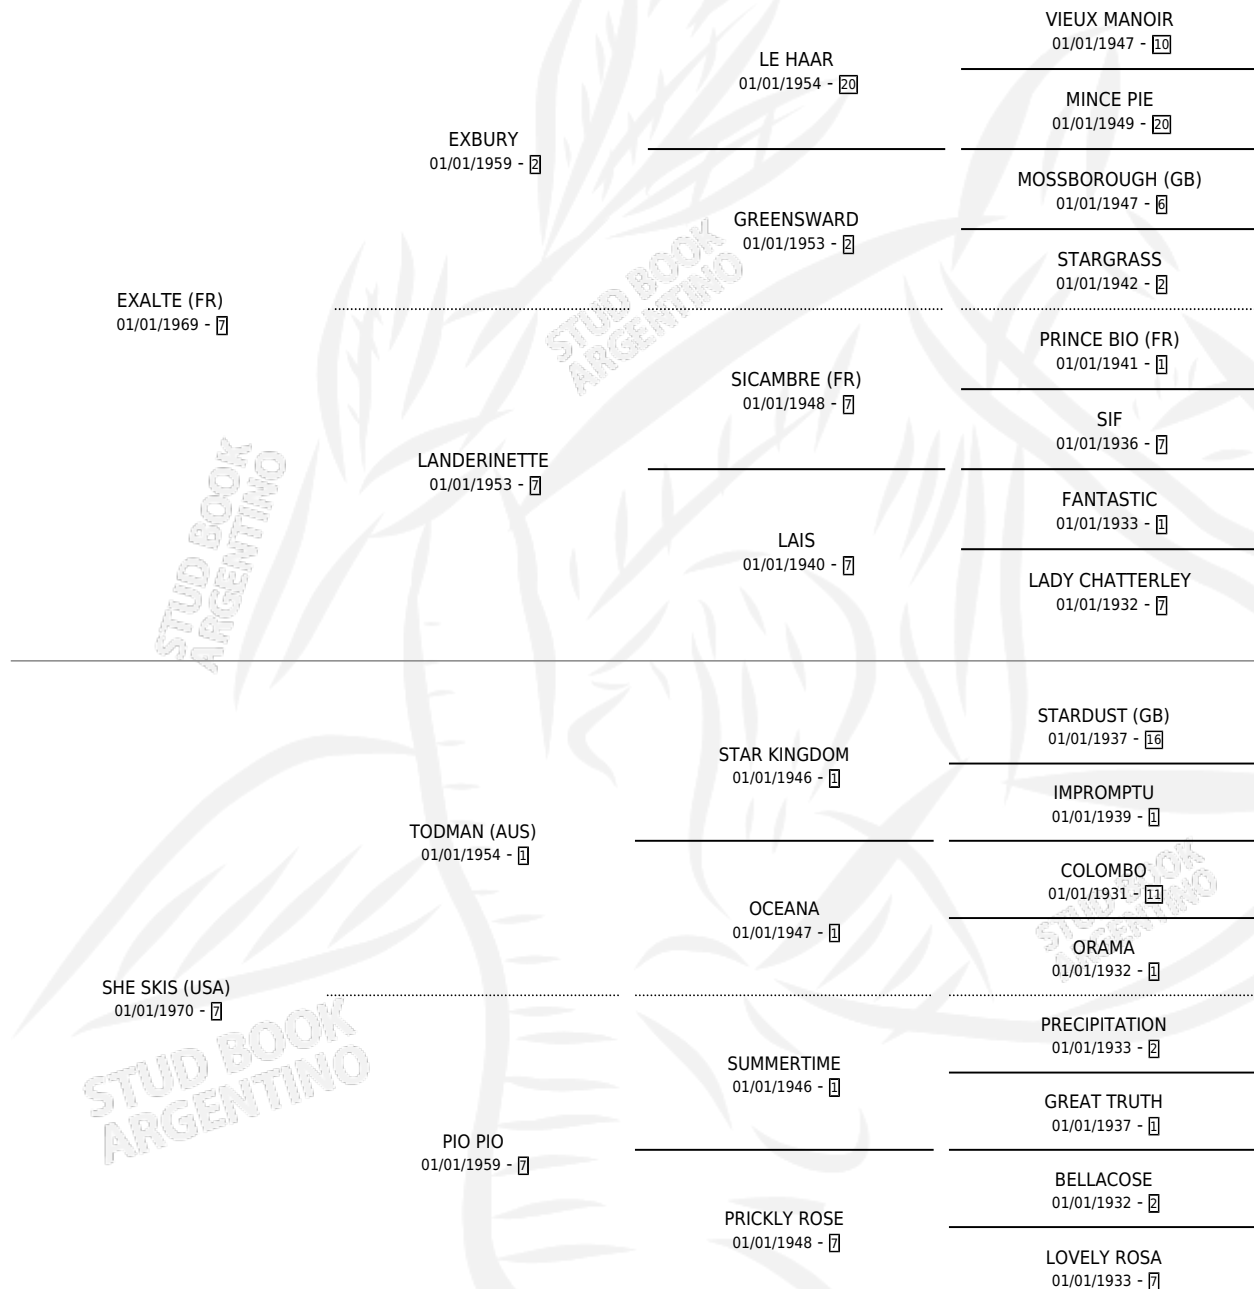 VIEUX MANOIR
01/01/1947 - 10
LE HAAR
01/01/1954 - 20
MINCE PIE
01/01/1949 - 20
EXBURY
01/01/1959 - 2
MOSSBOROUGH (GB)
01/01/1947 - 6
GREENSWARD
01/01/1953 - 2
STARGRASS
01/01/1942 - 2
EXALTE (FR)
01/01/1969 - 7
STUD BOOK
ARGENTINO
PRINCE BIO (FR)
01/01/1941 - 1
SICAMBRE (FR)
01/01/1948 - 7
SIF
01/01/1936 - 7
LANDERINETTE
01/01/1953 - 7
FANTASTIC
01/01/1933 - 1
LAIS
01/01/1940 - 7
LADY CHATTERLEY
01/01/1932 - 7
STUD BOOK
ARGENTINO
STARDUST (GB)
01/01/1937 - 16
STAR KINGDOM
01/01/1946 - 1
IMPROMPTU
01/01/1939 - 1
TODMAN (AUS)
01/01/1954 - 1
COLOMBO
01/01/1931 - 11
OCEANA
01/01/1947 - 1
STUD BOOK
ARGENTINO
ORAMA
01/01/1932 - 1
SHE SKIS (USA)
01/01/1970 - 7
STUD BOOK
ARGENTINO
PRECIPITATION
01/01/1933 - 2
SUMMERTIME
01/01/1946 - 1
GREAT TRUTH
01/01/1937 - 1
PIO PIO
01/01/1959 - 7
BELLACOSE
01/01/1932 - 2
PRICKLY ROSE
01/01/1948 - 7
LOVELY ROSA
01/01/1933 - 7